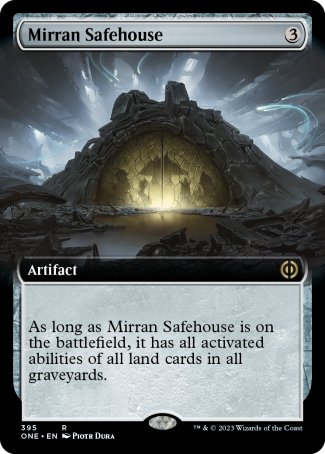 Mirran Safehouse 3
Artifact
As long as Mirran Safehouse is on
the battlefield, it has all activated
abilities of all land cards in all
graveyards.
395 R
ONE • EN Piotr Dura ™ & © 2023 Wizards of the Coast